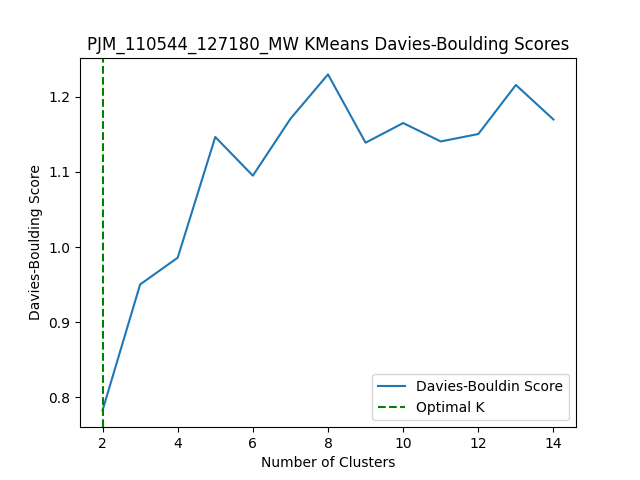 PJM_110544_127180_MW KMeans Davies-Boulding Scores
Davies-Boulding Score
1.2
1.1
1.0
0.9
0.8
Davies-Bouldin Score
Optimal K
2 4 6 8 10 12 14
Number of Clusters